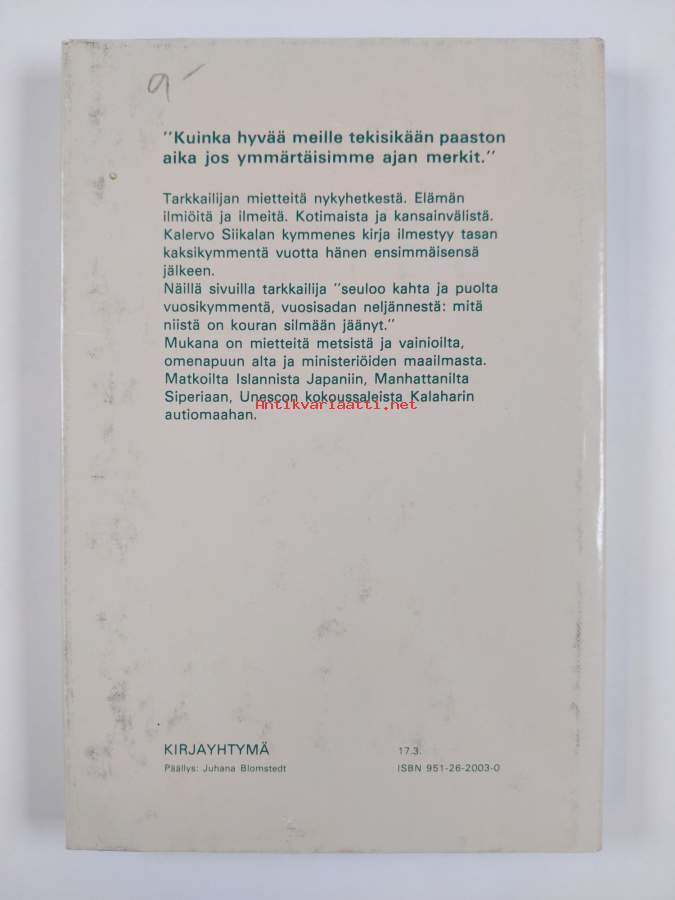 9-
"Kuinka hyvää meille tekisikään paaston
aika jos ymmärtäisimme ajan merkit."
Tarkkailijan mietteitä nykyhetkestä. Elämän
ilmiöitä ja ilmeitä. Kotimaista ja kansainvälistä.
Kalervo Siikalan kymmenes kirja ilmestyy tasan
kaksikymmentä vuotta hänen ensimmäisensä
jälkeen.
Näillä sivuilla tarkkailija "seuloo kahta ja puolta
vuosikymmentä, vuosisadan neljännestä: mitä
niistä on kouran silmään jäänyt."
Mukana on mietteitä metsistä ja vainioilta,
omenapuun alta ja ministeriöiden maailmasta.
Matkoilta Islannista Japaniin, Manhattanilta
Siperiaan, Unescon kokoussaleista Kalaharin
autiomaahan.
Antikvariaatti.net
KIRJAYHTYMÄ
Päällys: Juhana Blomstedt
17.3.
ISBN 951-26-2003-0